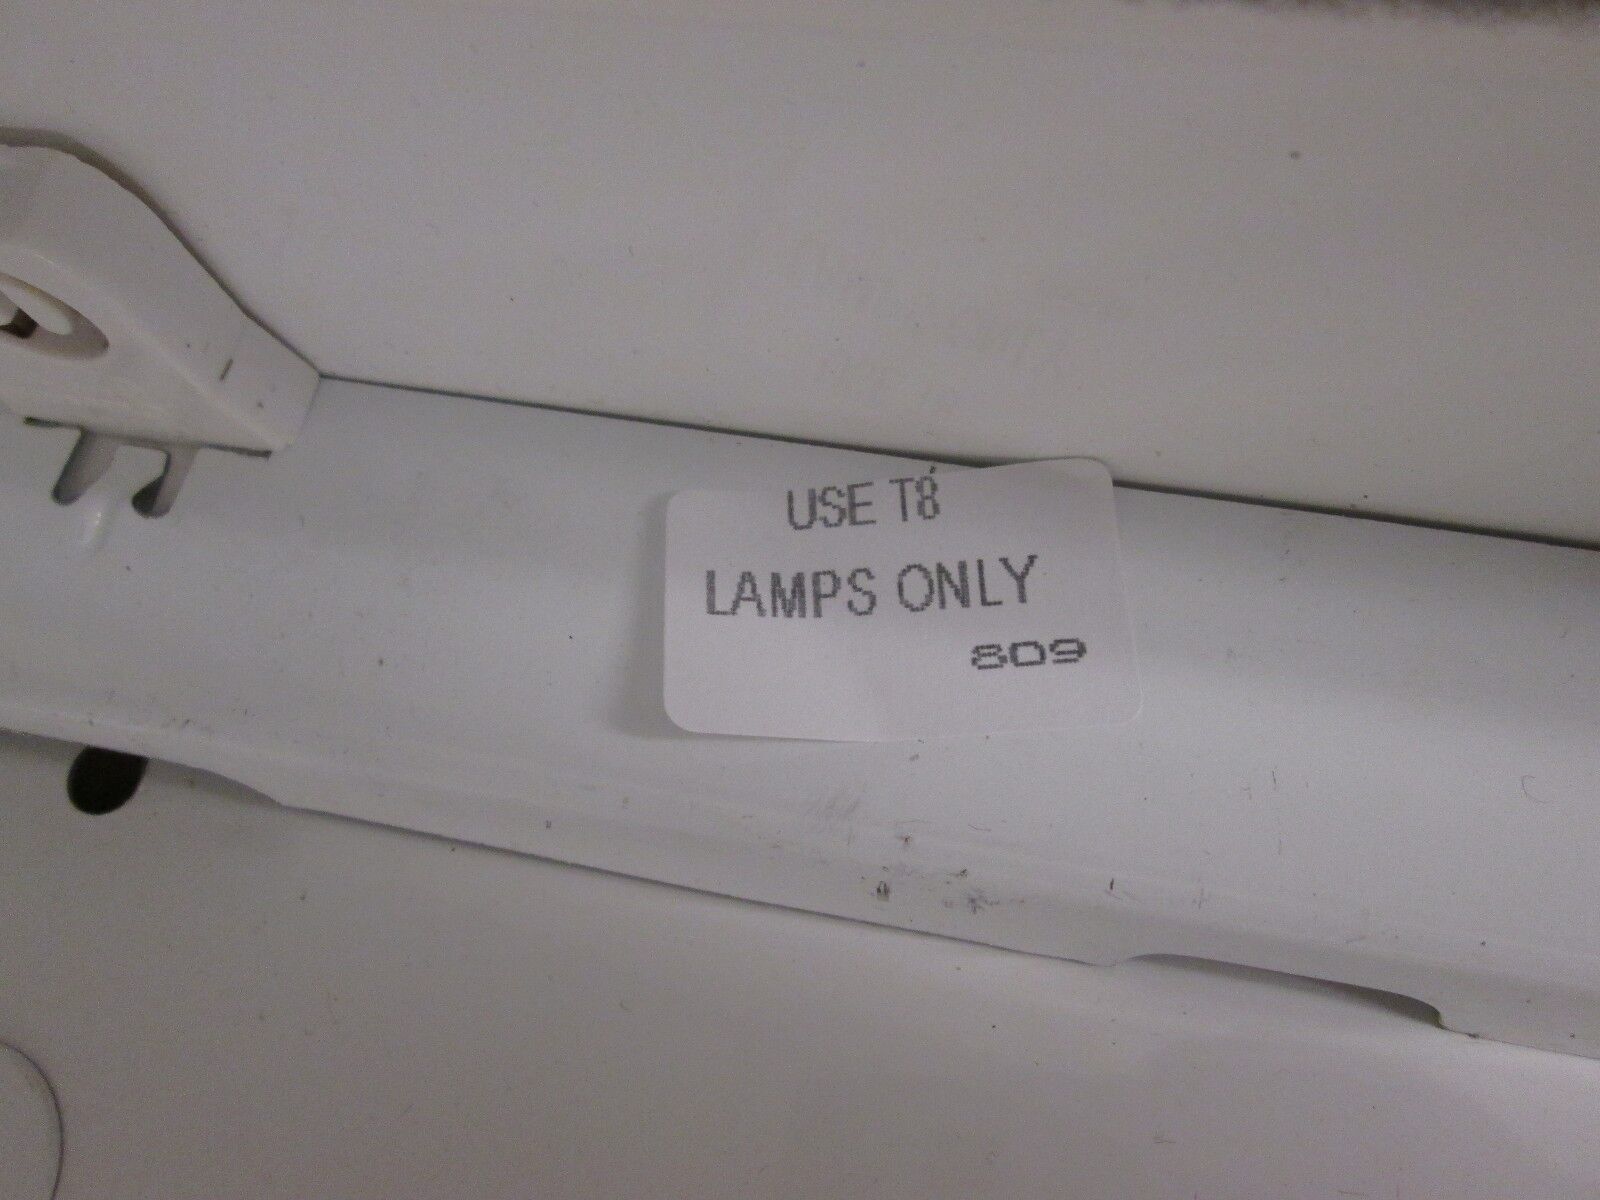 USE T8
LAMPS ONLY
809